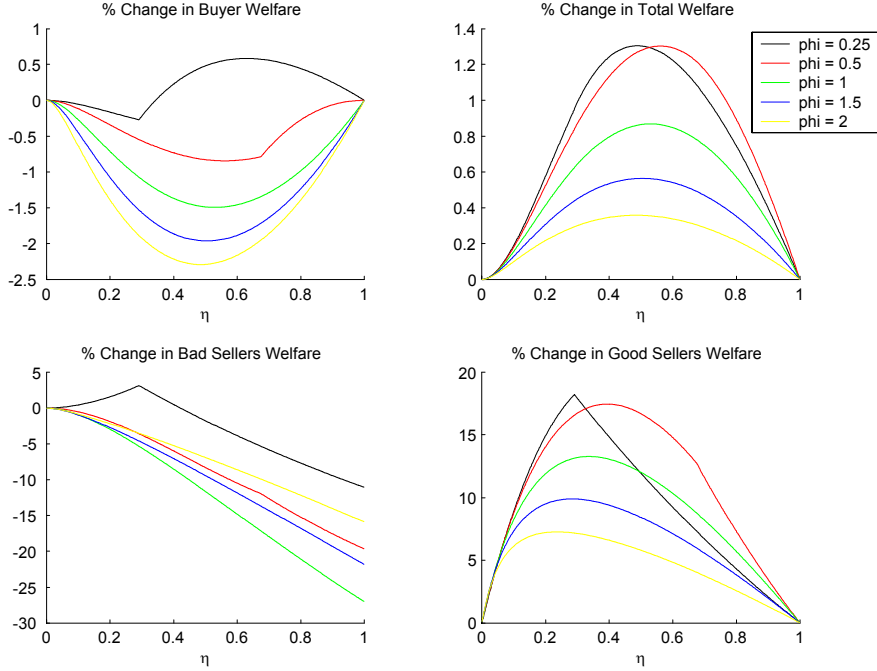 % Change in Buyer Welfare
1
0.5
0
-0.5
-1
-1.5
-2
-2.5
0 0.2 0.4 0.6 0.8 1
η
% Change in Total Welfare
1.4
1.2
1
0.8
0.6
0.4
0.2
0
0 0.2 0.4 0.6 0.8 1
η
phi = 0.25
phi = 0.5
phi = 1
phi = 1.5
phi = 2
% Change in Bad Sellers Welfare
5
0
-5
-10
-15
-20
-25
-30
0 0.2 0.4 0.6 0.8 1
η
% Change in Good Sellers Welfare
20
15
10
5
0
0 0.2 0.4 0.6 0.8 1
η